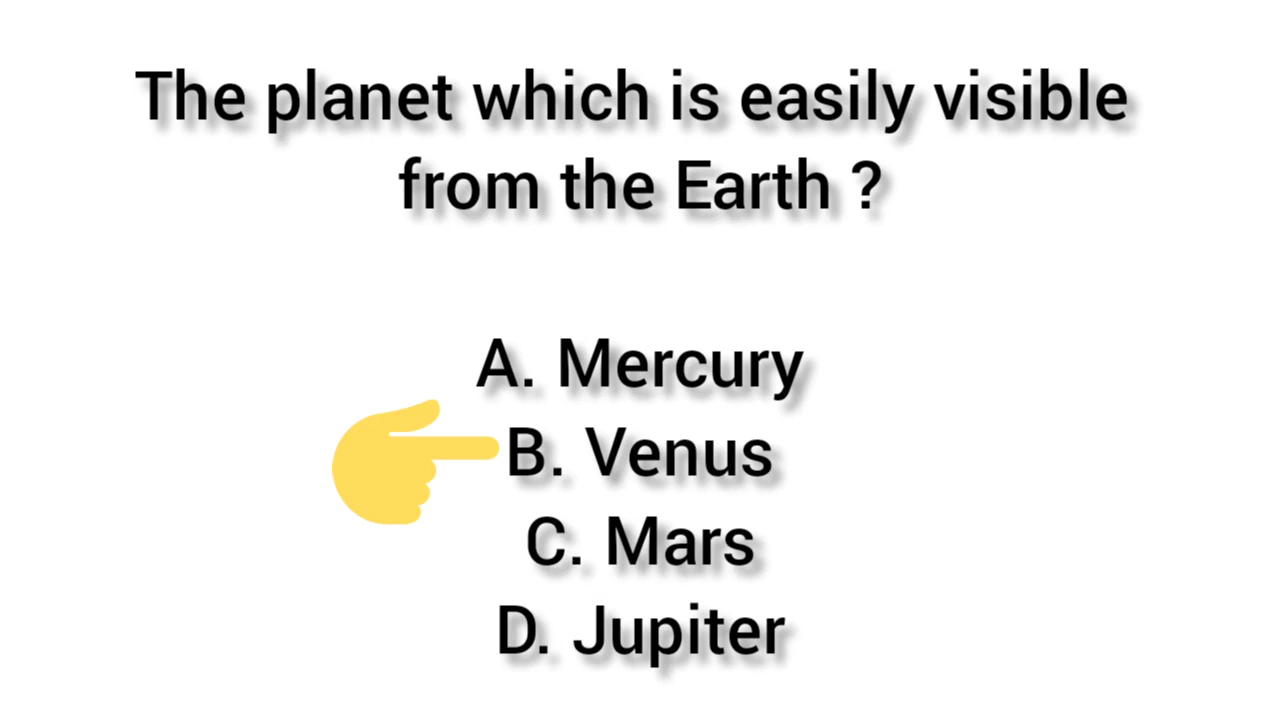 The planet which is easily visible
from the Earth ?
A. Mercury
B. Venus
C. Mars
D. Jupiter